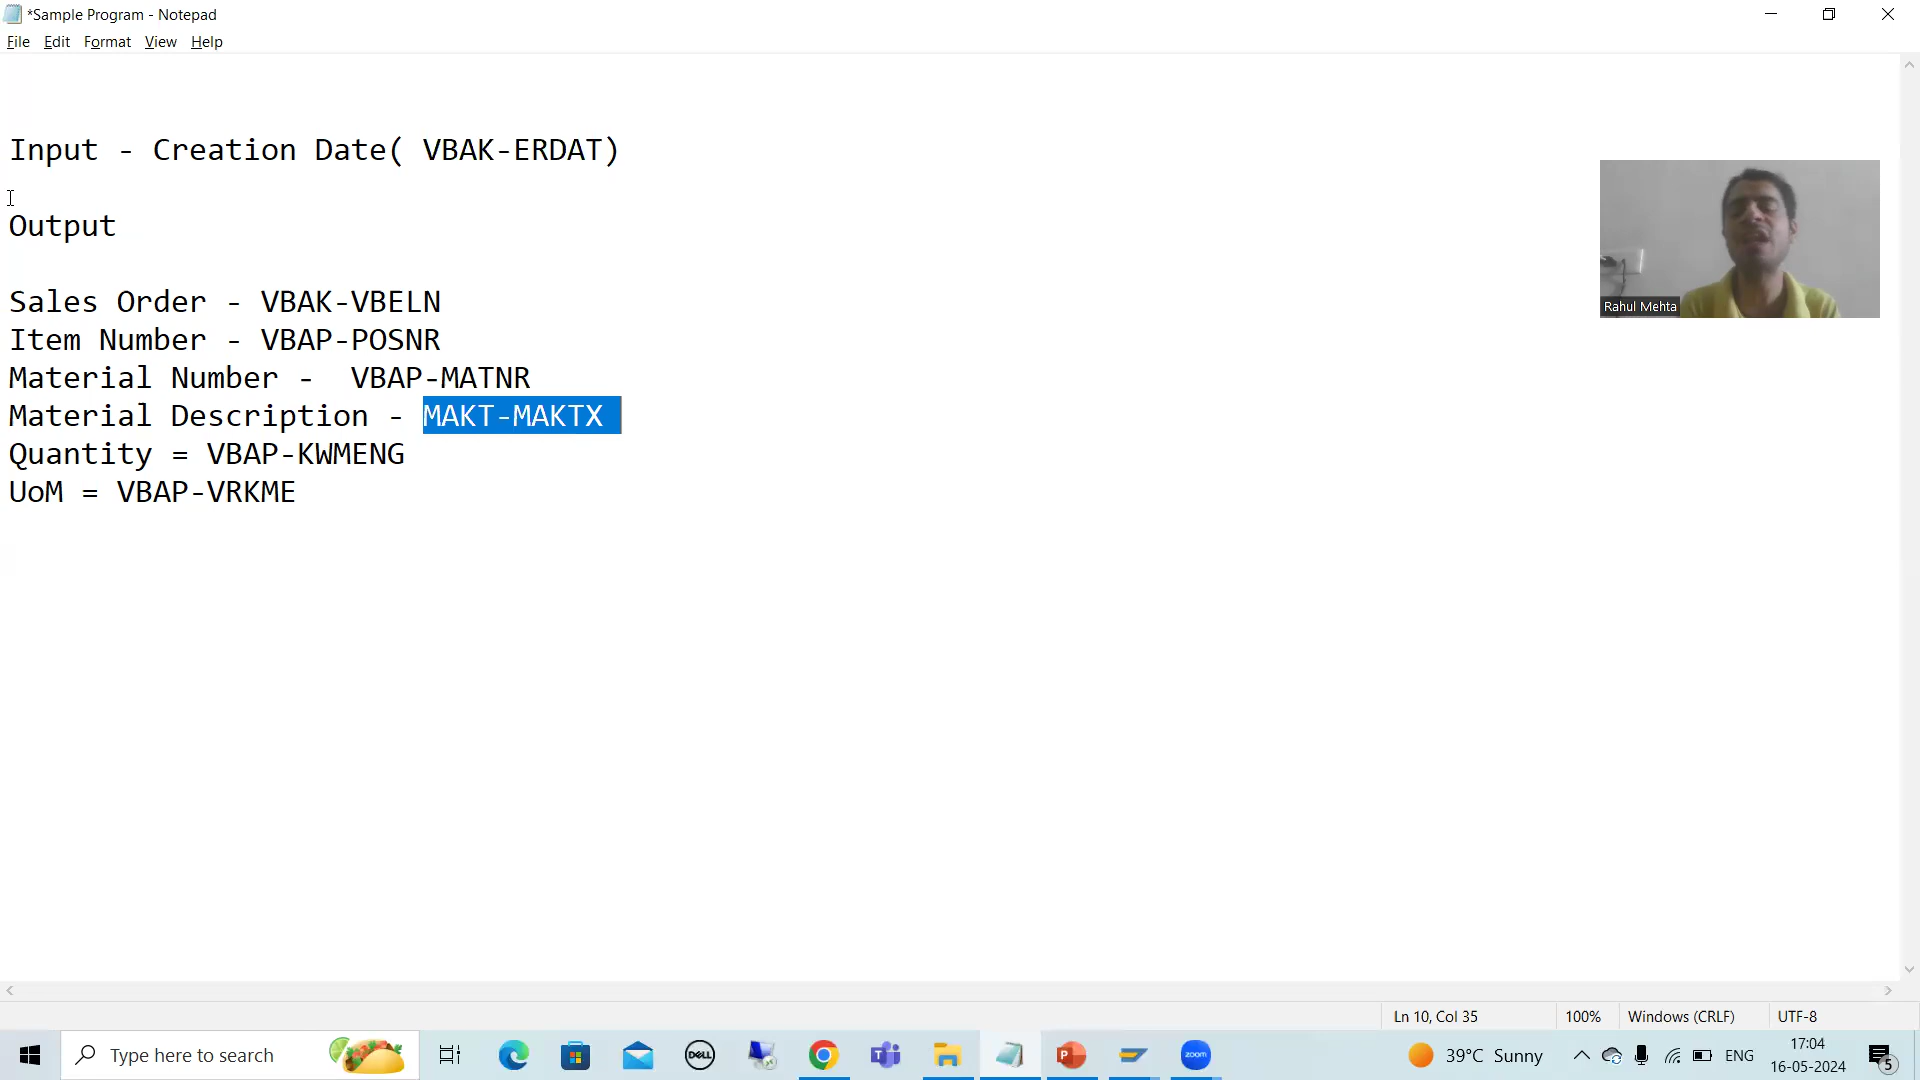 *Sample Program - Notepad
File Edit Format View Help
Input - Creation Date( VBAK-ERDAT)
Output
Sales Order - VBAK-VBELN
Item Number - VBAP-POSNR
Material Number -  VBAP-MATNR
Material Description - MAKT-MAKTX
Quantity = VBAP-KWMENG
UoM = VBAP-VRKME
Rahul Mehta
Ln 10, Col 35 100% Windows (CRLF) UTF-8
Type here to search
DELL
zoom
39°C Sunny
ENG
17:04
16-05-2024
5